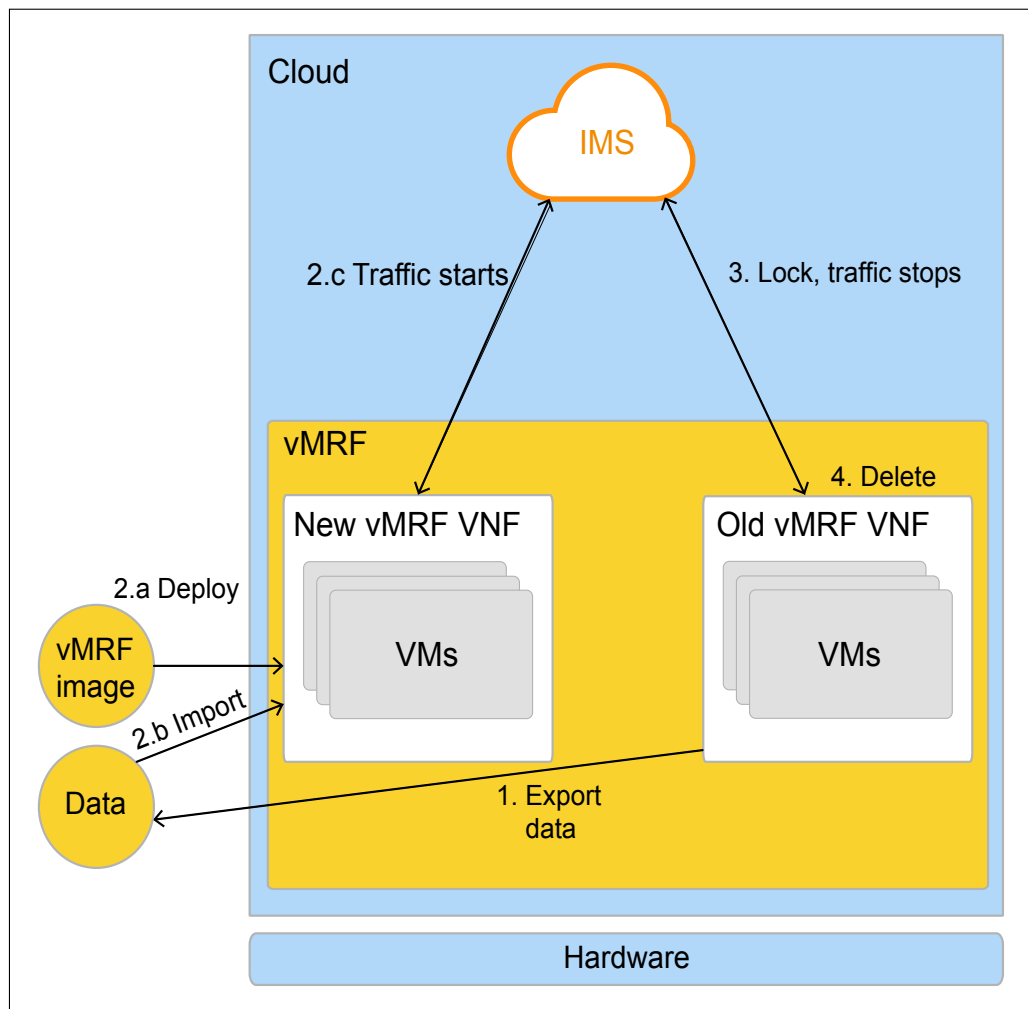 Cloud
IMS
2.c Traffic starts
3. Lock, traffic stops
vMRF
4. Delete
New vMRF VNF
Old vMRF VNF
2.a Deploy
VMs
VMs
vMRF
image
2.b Import
Data
1. Export
data
Hardware